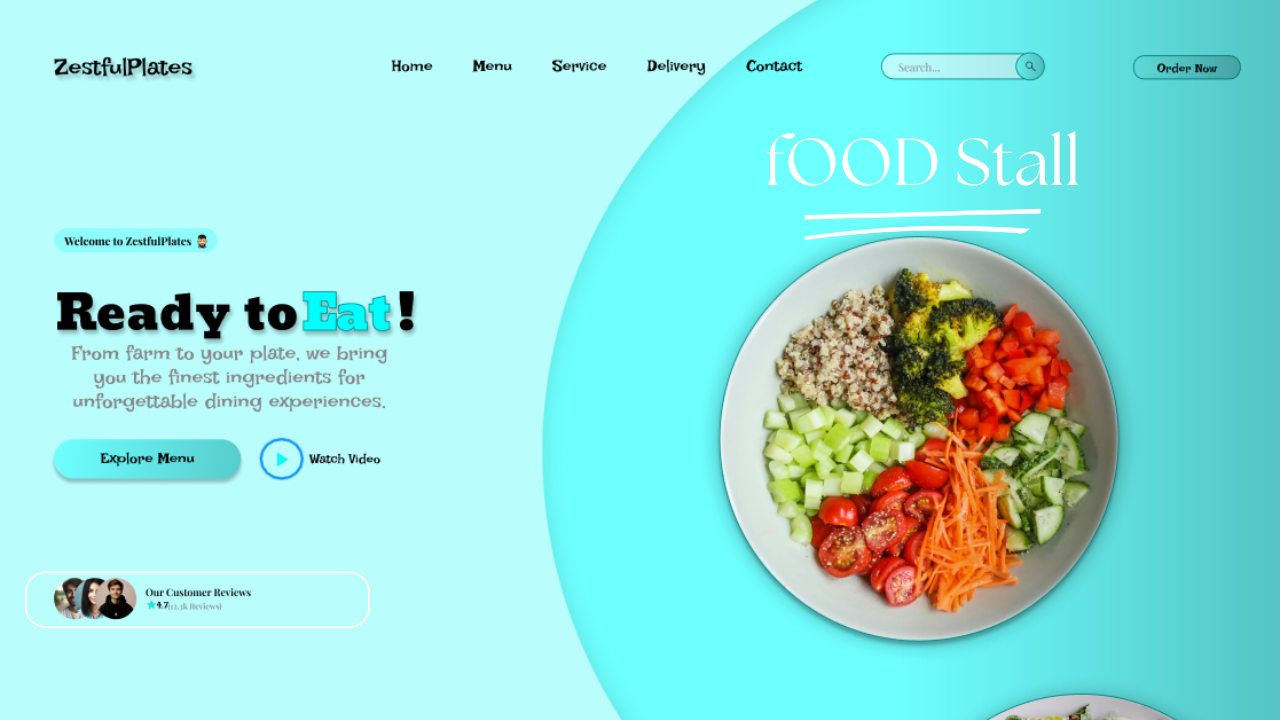 ZestfulPlates
Home Menu Service Delivery Contact
Search...
Order Now
fOOD Stall
Welcome to ZestfulPlates
Ready to Eat!
From farm to your plate, we bring
you the finest ingredients for
unforgettable dining experiences.
Explore Menu
Watch Video
Our Customer Reviews
4.7(12.3k Reviews)